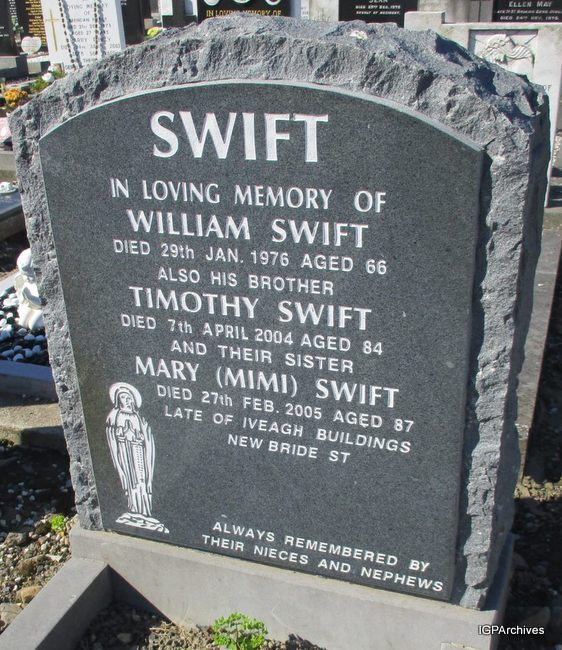 IN LOVING MEMORY OF
ELLEN MAY
SWIFT
IN LOVING MEMORY OF
WILLIAM SWIFT
DIED 29th JAN. 1976 AGED 66
ALSO HIS BROTHER
TIMOTHY SWIFT
DIED 7th APRIL 2004 AGED 84
AND THEIR SISTER
MARY (MIMI) SWIFT
DIED 27th FEB. 2005 AGED 87
LATE OF IVEAGH BUILDINGS
NEW BRIDE ST
ALWAYS REMEMBERED BY
THEIR NIECES AND NEPHEWS
IGPArchives